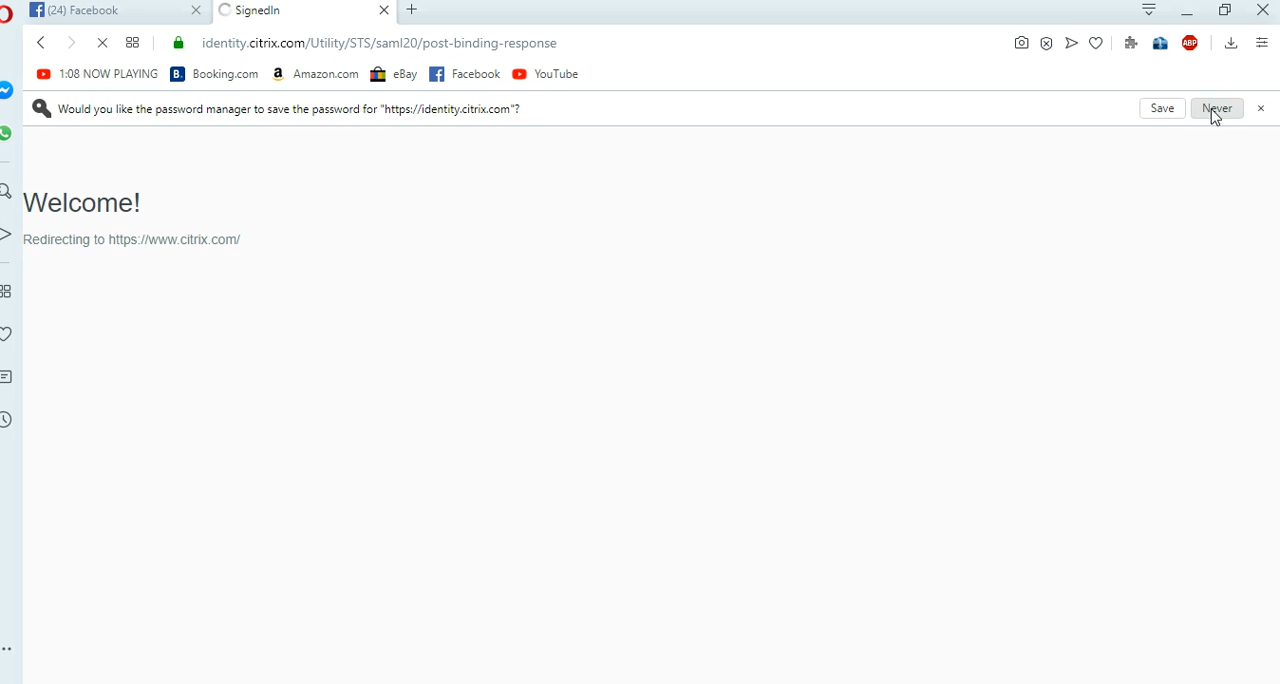 (24) Facebook
SignedIn
identity.citrix.com/Utility/STS/saml20/post-binding-response
ABP
1:08 NOW PLAYING
B. Booking.com
a Amazon.com
eBay
Facebook
YouTube
Would you like the password manager to save the password for "https://identity.citrix.com"?
Save
Never
Welcome!
Redirecting to https://www.citrix.com/